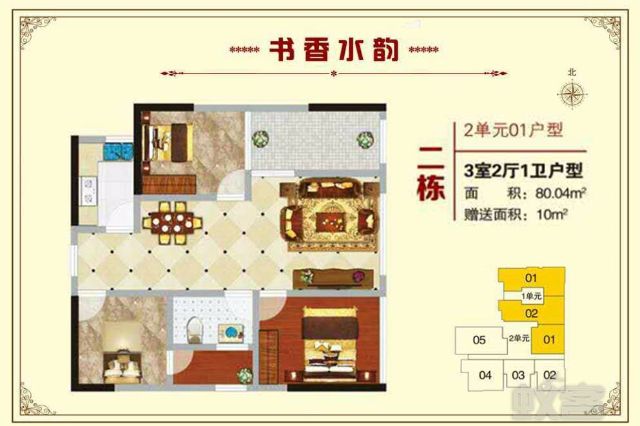 书香水韵
北
二栋
2单元01户型
3室2厅1卫户型
面 积：80.04m²
赠送面积：10m²
01
1单元
02
05
2单元
01
04
03
02